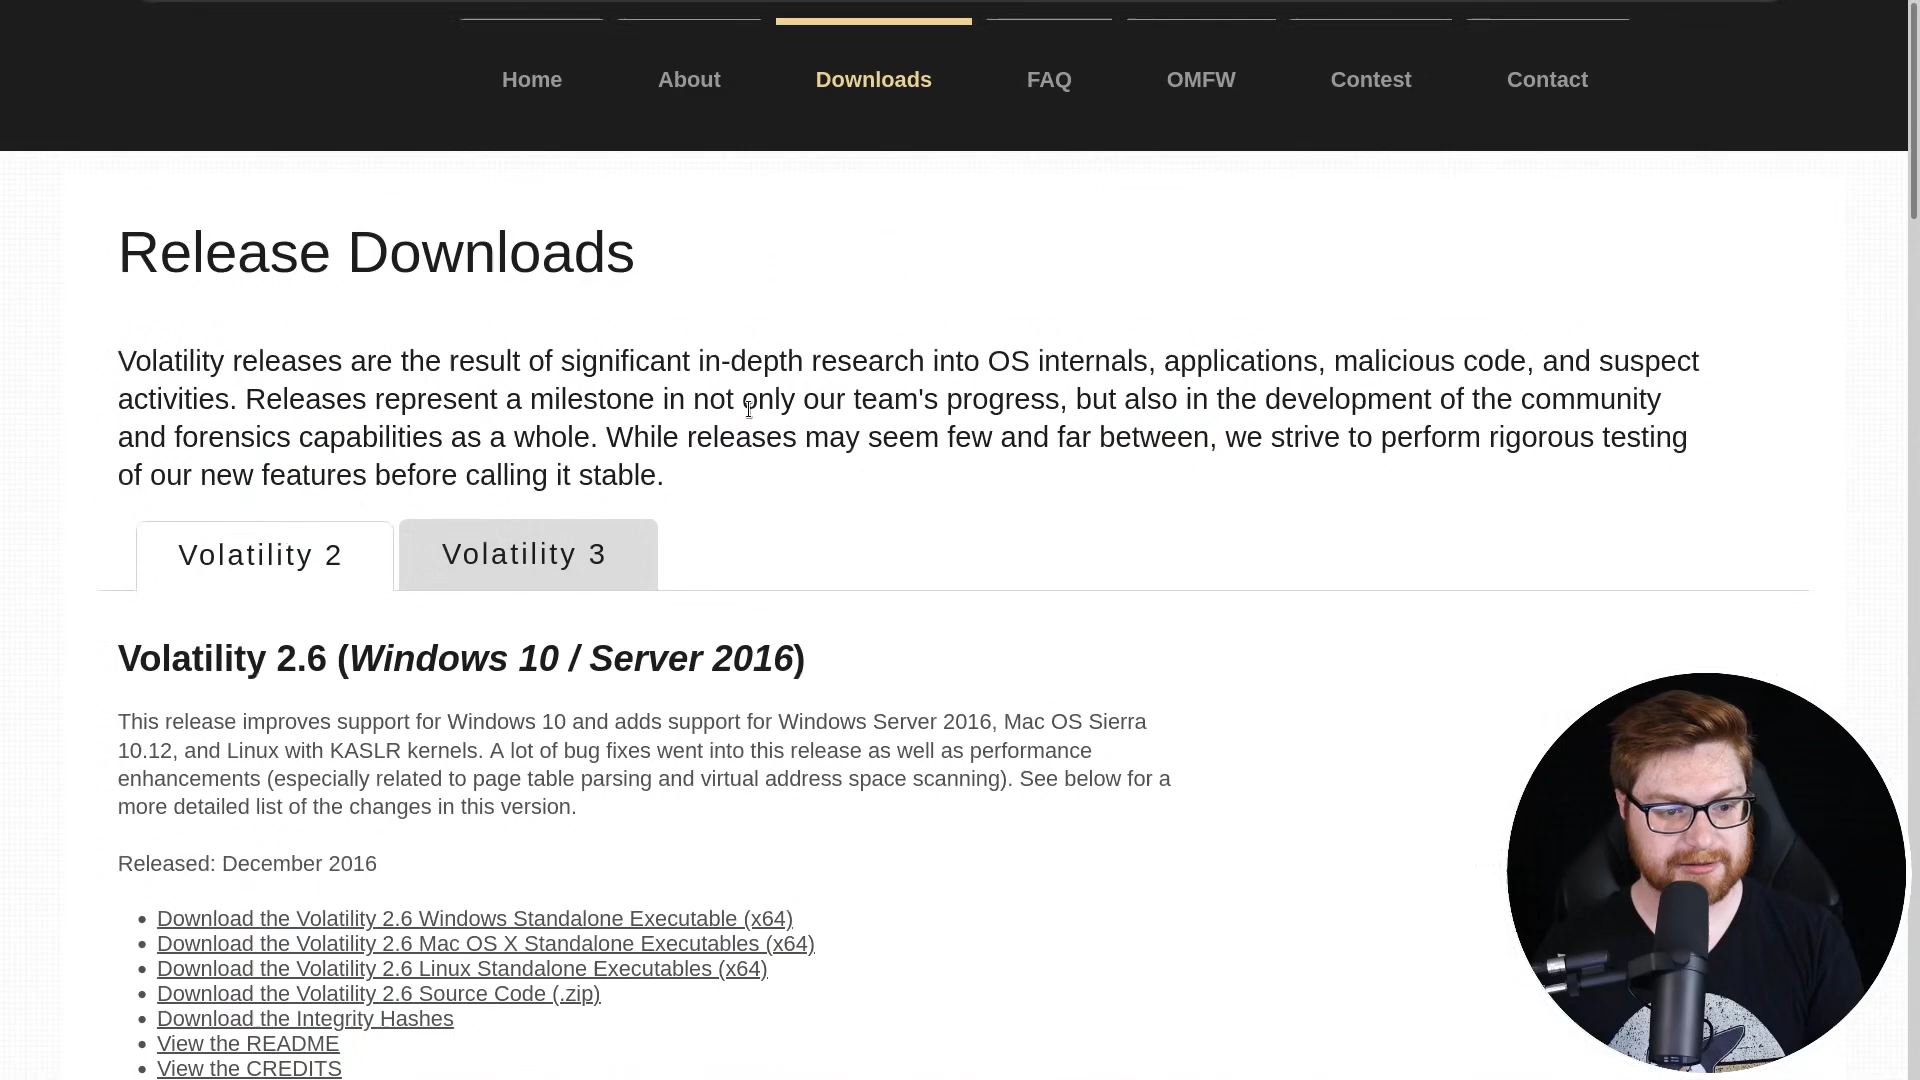 Home About Downloads FAQ OMFW Contest Contact
Release Downloads
Volatility releases are the result of significant in-depth research into OS internals, applications, malicious code, and suspect
activities. Releases represent a milestone in not only our team's progress, but also in the development of the community
and forensics capabilities as a whole. While releases may seem few and far between, we strive to perform rigorous testing
of our new features before calling it stable.
Volatility 2 Volatility 3
Volatility 2.6 (Windows 10 / Server 2016)
This release improves support for Windows 10 and adds support for Windows Server 2016, Mac OS Sierra
10.12, and Linux with KASLR kernels. A lot of bug fixes went into this release as well as performance
enhancements (especially related to page table parsing and virtual address space scanning). See below for a
more detailed list of the changes in this version.
Released: December 2016
• Download the Volatility 2.6 Windows Standalone Executable (x64)
• Download the Volatility 2.6 Mac OS X Standalone Executables (x64)
• Download the Volatility 2.6 Linux Standalone Executables (x64)
• Download the Volatility 2.6 Source Code (.zip)
• Download the Integrity Hashes
• View the README
• View the CREDITS